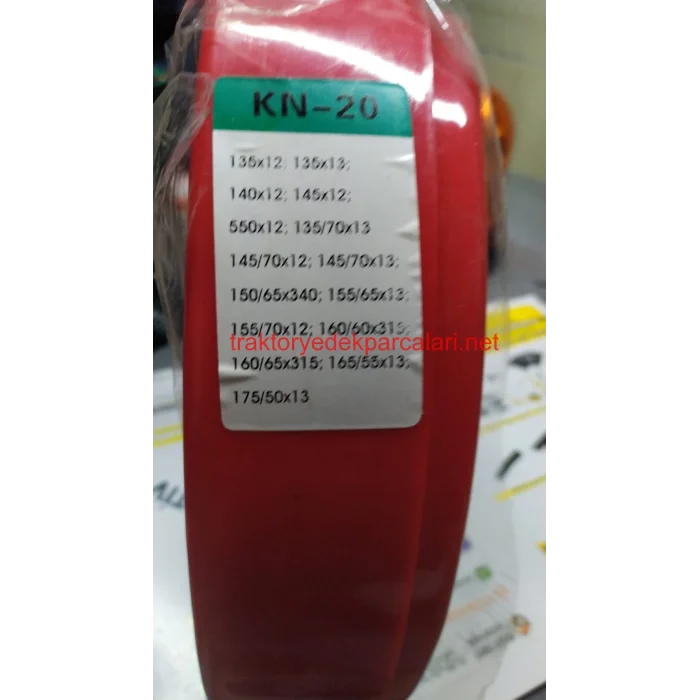 KN-20
135x12; 135x13;
140x12; 145x12;
550x12; 135/70x13
145/70x12; 145/70x13;
150/65x340; 155/65x13;
155/70x12; 160/60x315;
traktoryedekparcalari.net
160/65x315; 165/55x13;
175/50x13